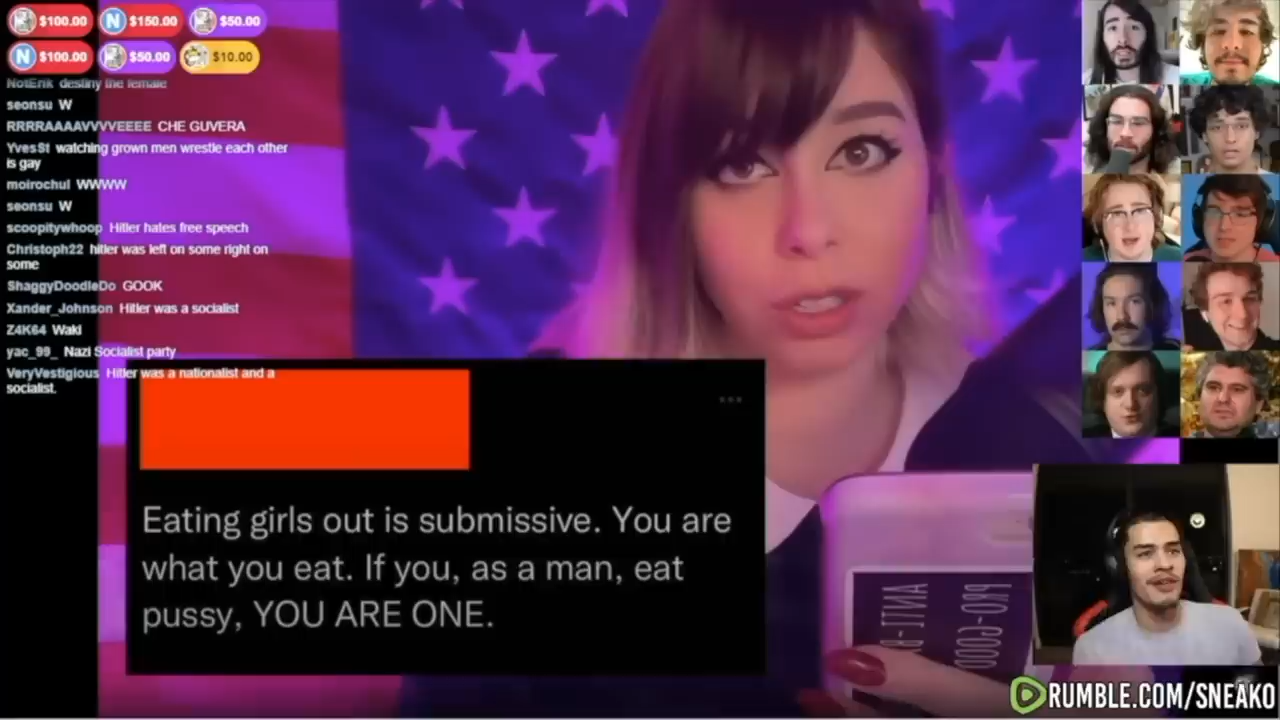 $100.00 N $150.00 $50.00
N $100.00 $50.00 $10.00
NotErik destiny the female
seonsu W
RRRRAAAAVVVVEEEE CHE GUVERA
YvesSt watching grown men wrestle each other
is gay
moirochul WWWW
seonsu W
scoopitywhoop Hitler hates free speech
Christoph22 hitler was left on some right on
some
ShaggyDoodleDo GOOK
Xander_Johnson Hitler was a socialist
Z4K64 Waki
yac_99_ Nazi Socialist party
VeryVestigious Hitler was a nationalist and a
socialist.
Eating girls out is submissive. You are
what you eat. If you, as a man, eat
pussy, YOU ARE ONE.
ANTI-
PRO-GOOD
RUMBLE.COM/SNEAKO